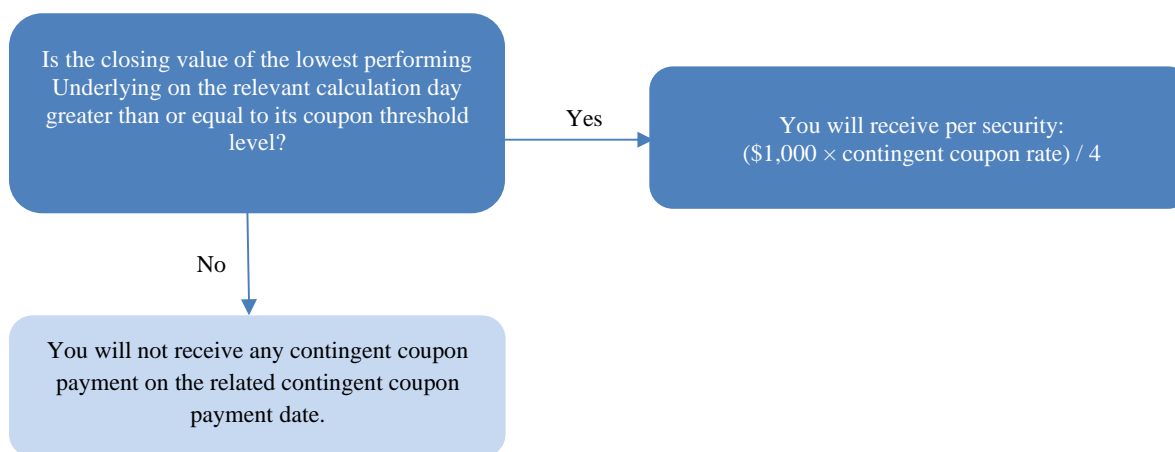 Is the closing value of the lowest performing
Underlying on the relevant calculation day
greater than or equal to its coupon threshold
level?
Yes
You will receive per security:
($1,000 × contingent coupon rate) / 4
No
You will not receive any contingent coupon
payment on the related contingent coupon
payment date.